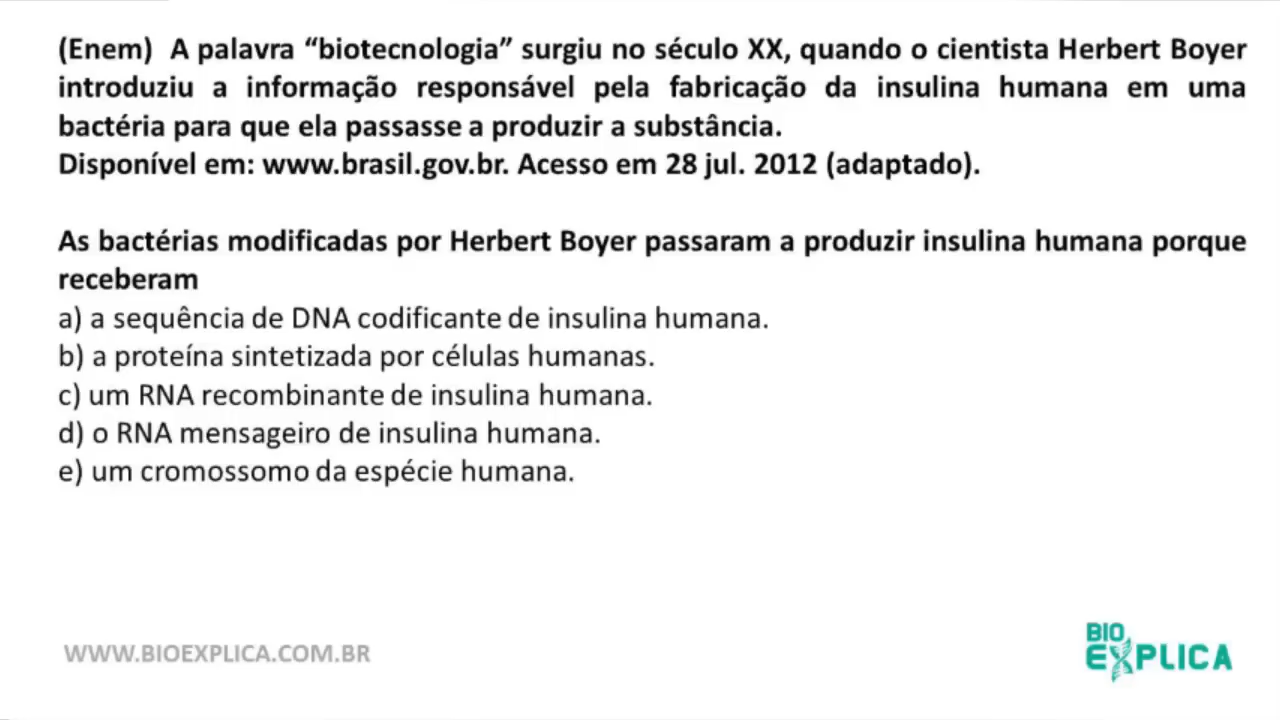 (Enem) A palavra “biotecnologia” surgiu no século XX, quando o cientista Herbert Boyer
introduziu a informação responsável pela fabricação da insulina humana em uma
bactéria para que ela passasse a produzir a substância.
Disponível em: www.brasil.gov.br. Acesso em 28 jul. 2012 (adaptado).
As bactérias modificadas por Herbert Boyer passaram a produzir insulina humana porque
receberam
a) a sequência de DNA codificante de insulina humana.
b) a proteína sintetizada por células humanas.
c) um RNA recombinante de insulina humana.
d) o RNA mensageiro de insulina humana.
e) um cromossomo da espécie humana.
WWW.BIOEXPLICA.COM.BR
BIO
EXPLICA